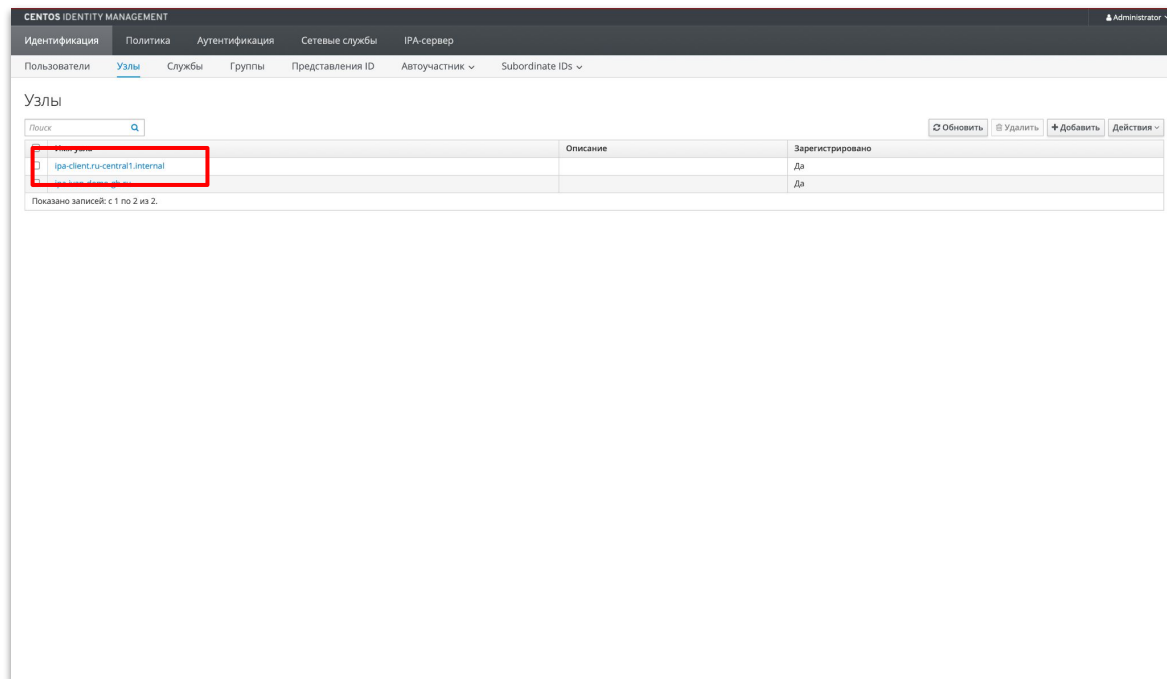 CENTOS IDENTITY MANAGEMENT Administrator
Идентификация Политика Аутентификация Сетевые службы IPA-сервер
Пользователи Узлы Службы Группы Представления ID Автоучастник Subordinate IDs
Узлы
Поиск Обновить Удалить + Добавить Действия
Описание Зарегистрировано
ipa-client.ru-central1.internal Да
Да
Показано записей: с 1 по 2 из 2.